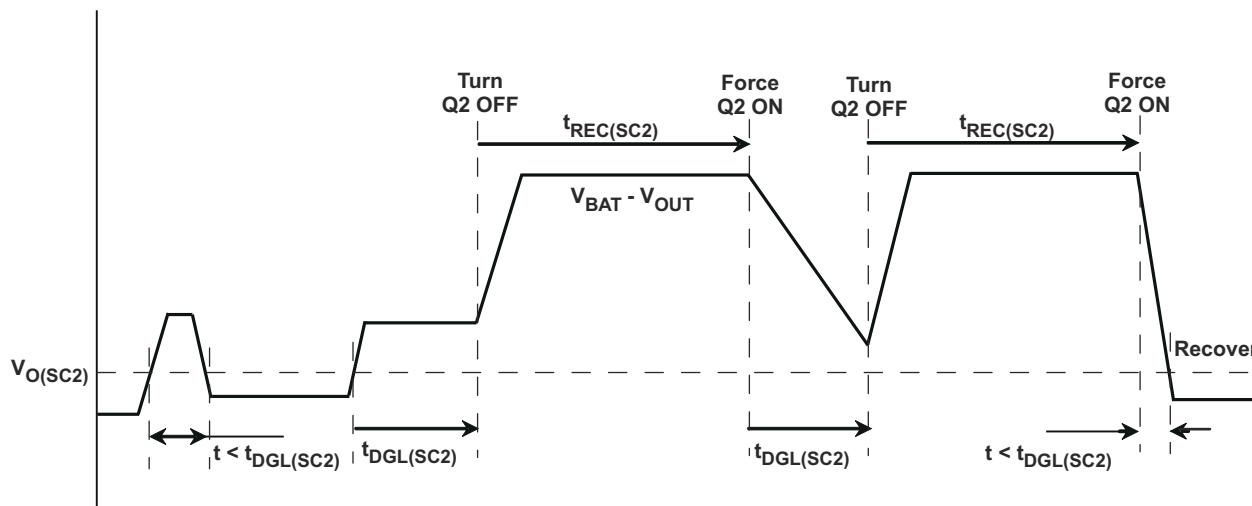 Turn
Q2 OFF
Force
Q2 ON
Turn
Q2 OFF
Force
Q2 ON
tREC(SC2)
tREC(SC2)
VBAT - VOUT
VO(SC2)
Recover
t < tDGL(SC2)
tDGL(SC2)
tDGL(SC2)
t < tDGL(SC2)